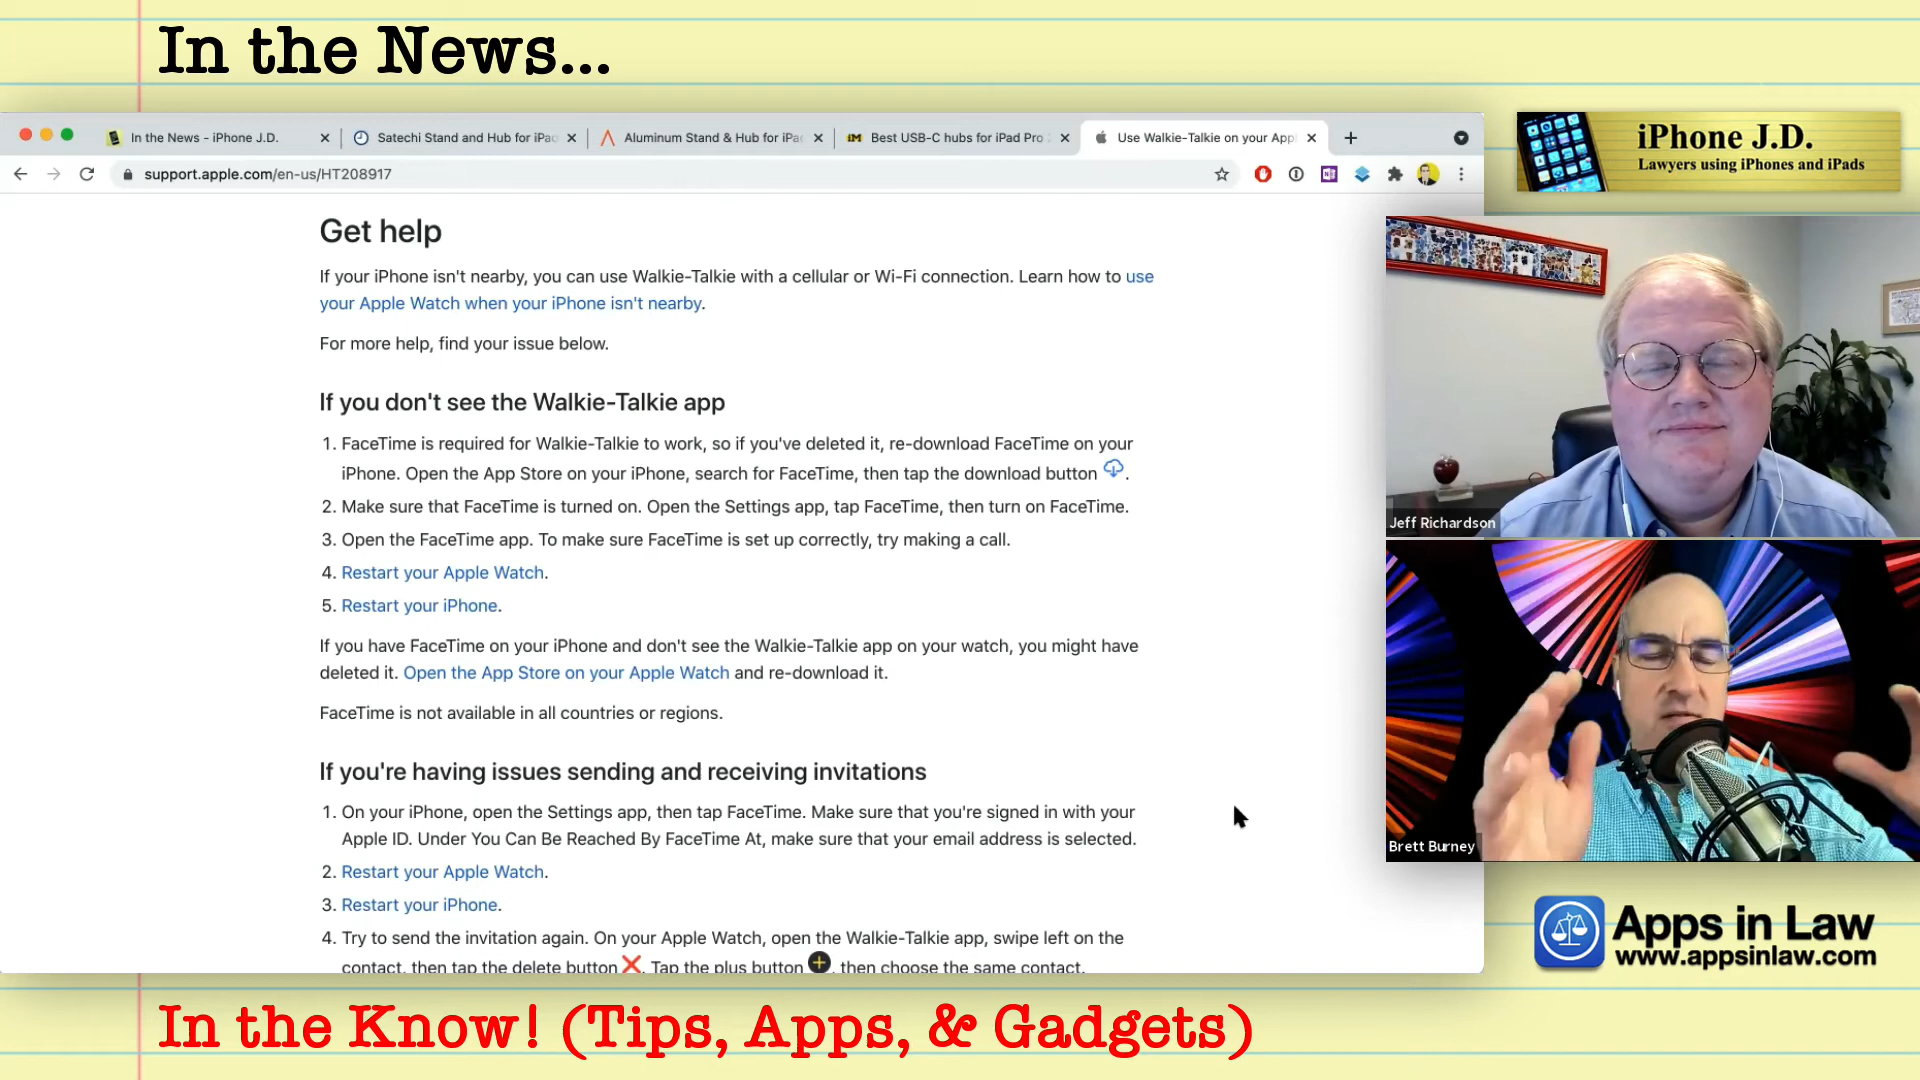 In the News...
In the News - iPhone J.D.
Satechi Stand and Hub for iPad
Aluminum Stand & Hub for iPa
Best USB-C hubs for iPad Pro
Use Walkie-Talkie on your App
support.apple.com/en-us/HT208917
iPhone J.D.
Lawyers using iPhones and iPads
Get help
If your iPhone isn't nearby, you can use Walkie-Talkie with a cellular or Wi-Fi connection. Learn how to use
your Apple Watch when your iPhone isn't nearby.
For more help, find your issue below.
If you don't see the Walkie-Talkie app
1. FaceTime is required for Walkie-Talkie to work, so if you've deleted it, re-download FaceTime on your
iPhone. Open the App Store on your iPhone, search for FaceTime, then tap the download button .
2. Make sure that FaceTime is turned on. Open the Settings app, tap FaceTime, then turn on FaceTime.
3. Open the FaceTime app. To make sure FaceTime is set up correctly, try making a call.
4. Restart your Apple Watch.
5. Restart your iPhone.
If you have FaceTime on your iPhone and don't see the Walkie-Talkie app on your watch, you might have
deleted it. Open the App Store on your Apple Watch and re-download it.
FaceTime is not available in all countries or regions.
If you're having issues sending and receiving invitations
1. On your iPhone, open the Settings app, then tap FaceTime. Make sure that you're signed in with your
Apple ID. Under You Can Be Reached By FaceTime At, make sure that your email address is selected.
2. Restart your Apple Watch.
3. Restart your iPhone.
4. Try to send the invitation again. On your Apple Watch, open the Walkie-Talkie app, swipe left on the
contact, then tap the delete button . Tap the plus button , then choose the same contact.
Jeff Richardson
Brett Burney
Apps in Law
www.appsinlaw.com
In the Know! (Tips, Apps, & Gadgets)